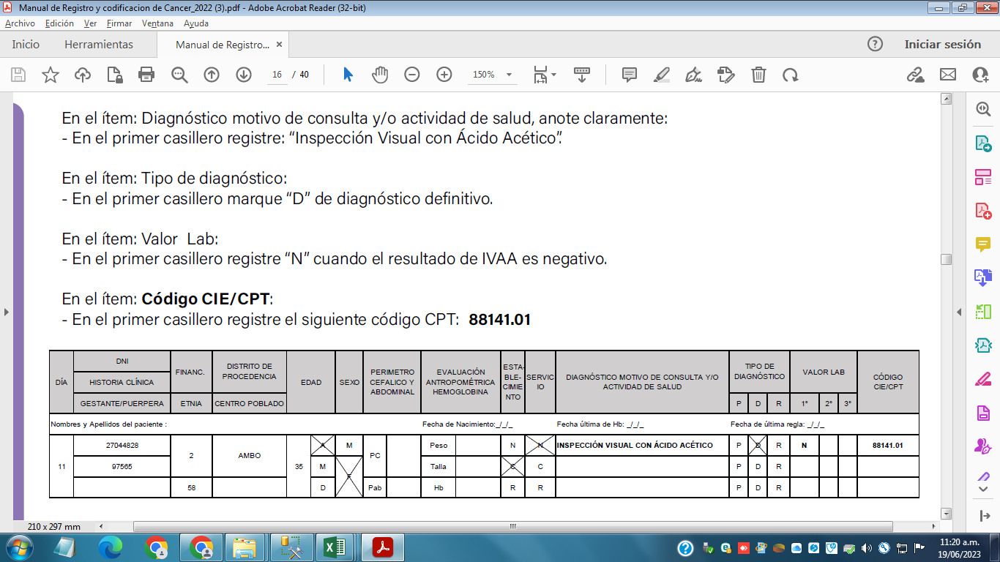 Manual de Registro y codificacion de Cancer_2022 (3).pdf - Adobe Acrobat Reader (32-bit)
Archivo Edición Ver Firmar Ventana Ayuda
Inicio Herramientas Manual de Registro... × Iniciar sesión
16 / 40 150%
En el ítem: Diagnóstico motivo de consulta y/o actividad de salud, anote claramente:
- En el primer casillero registre: “Inspección Visual con Ácido Acético”.
En el ítem: Tipo de diagnóstico:
- En el primer casillero marque “D” de diagnóstico definitivo.
En el ítem: Valor Lab:
- En el primer casillero registre “N” cuando el resultado de IVAA es negativo.
En el ítem: Código CIE/CPT:
- En el primer casillero registre el siguiente código CPT: 88141.01
DÍA
DNI
HISTORIA CLÍNICA
GESTANTE/PUERPERA
FINANC.
ETNIA
DISTRITO DE
PROCEDENCIA
CENTRO POBLADO
EDAD
SEXO
PERIMETRO
CEFALICO Y
ABDOMINAL
EVALUACIÓN
ANTROPOMÉTRICA
HEMOGLOBINA
ESTA-
BLE-
CIMIE
NTO
SERVIC
IO
DIAGNÓSTICO MOTIVO DE CONSULTA Y/O
ACTIVIDAD DE SALUD
TIPO DE
DIAGNÓSTICO
P D R
VALOR LAB
1° 2° 3°
CÓDIGO
CIE/CPT
Nombres y Apellidos del paciente : Fecha de Nacimiento:_/_/_ Fecha última de Hb: _/_/_ Fecha de última regla: _/_/_
11
27044828
97565
2
58
AMBO
35
A
M
D
M
F
PC
Pab
Peso
Talla
Hb
N
C
R
N
C
R
INSPECCIÓN VISUAL CON ÁCIDO ACÉTICO
P D R
P D R
P D R
N
88141.01
210 x 297 mm
11:20 a.m.
19/06/2023